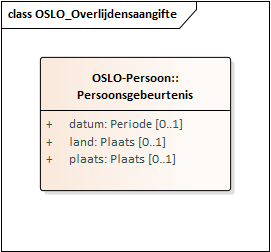 class OSLO_Overlijdensaangifte
OSLO-Persoon::
Persoonsgebeurtenis
+ datum: Periode [0..1]
+ land: Plaats [0..1]
+ plaats: Plaats [0..1]